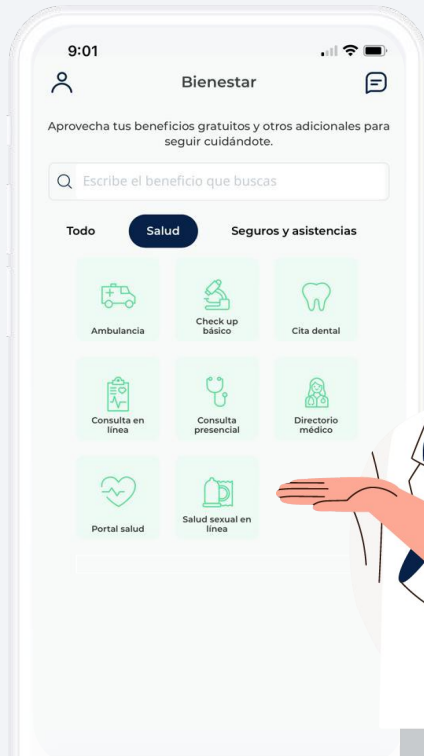 9:01
Bienestar
Aprovecha tus beneficios gratuitos y otros adicionales para
seguir cuidándote.
Escribe el beneficio que buscas
Todo Salud Seguros y asistencias
Ambulancia
Check up
básico
Cita dental
Consulta en
línea
Consulta
presencial
Directorio
médico
Portal salud
Salud sexual en
línea